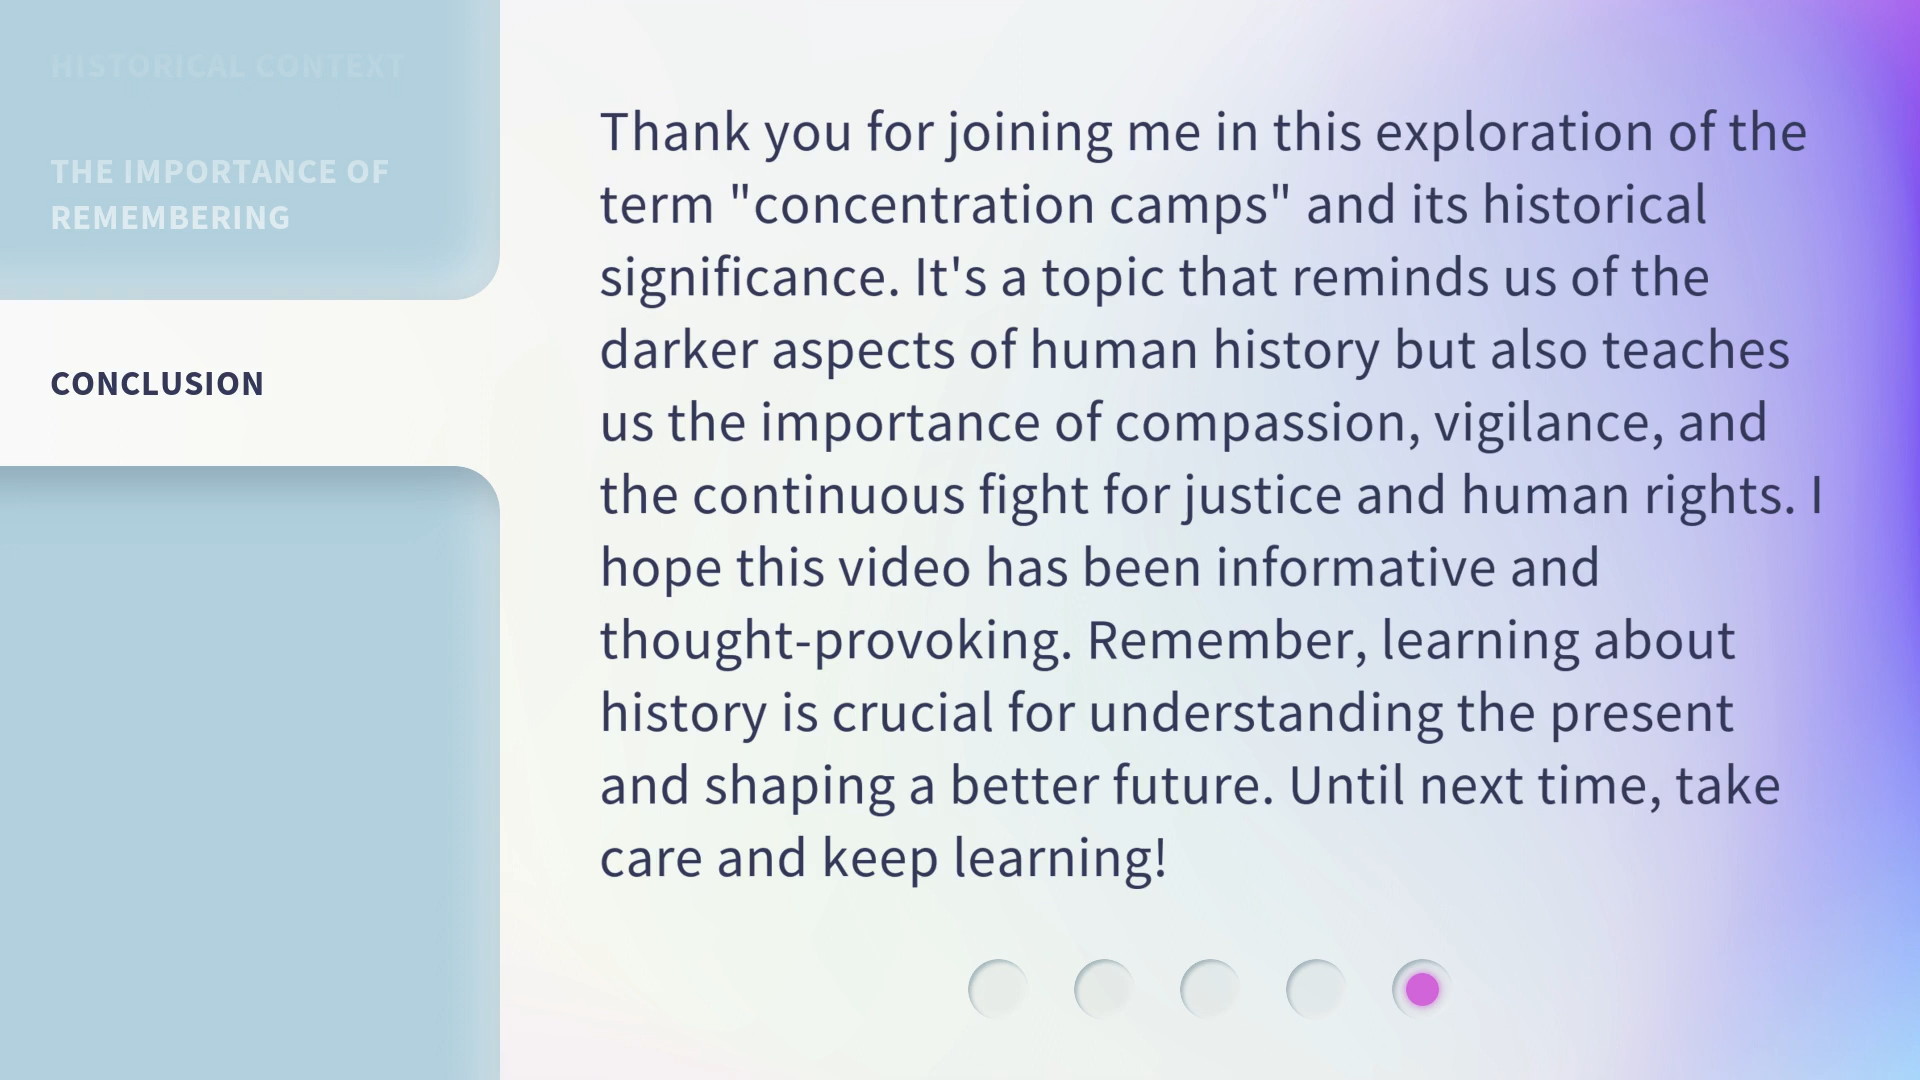 HISTORICAL CONTEXT
THE IMPORTANCE OF
REMEMBERING
CONCLUSION
Thank you for joining me in this exploration of the
term "concentration camps" and its historical
significance. It's a topic that reminds us of the
darker aspects of human history but also teaches
us the importance of compassion, vigilance, and
the continuous fight for justice and human rights. I
hope this video has been informative and
thought-provoking. Remember, learning about
history is crucial for understanding the present
and shaping a better future. Until next time, take
care and keep learning!